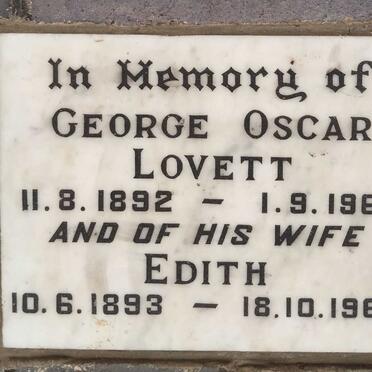 In Memory of
GEORGE OSCAR
LOVETT
11.8.1892 - 1.9.196
AND OF HIS WIFE
EDITH
10.6.1893 - 18.10.196